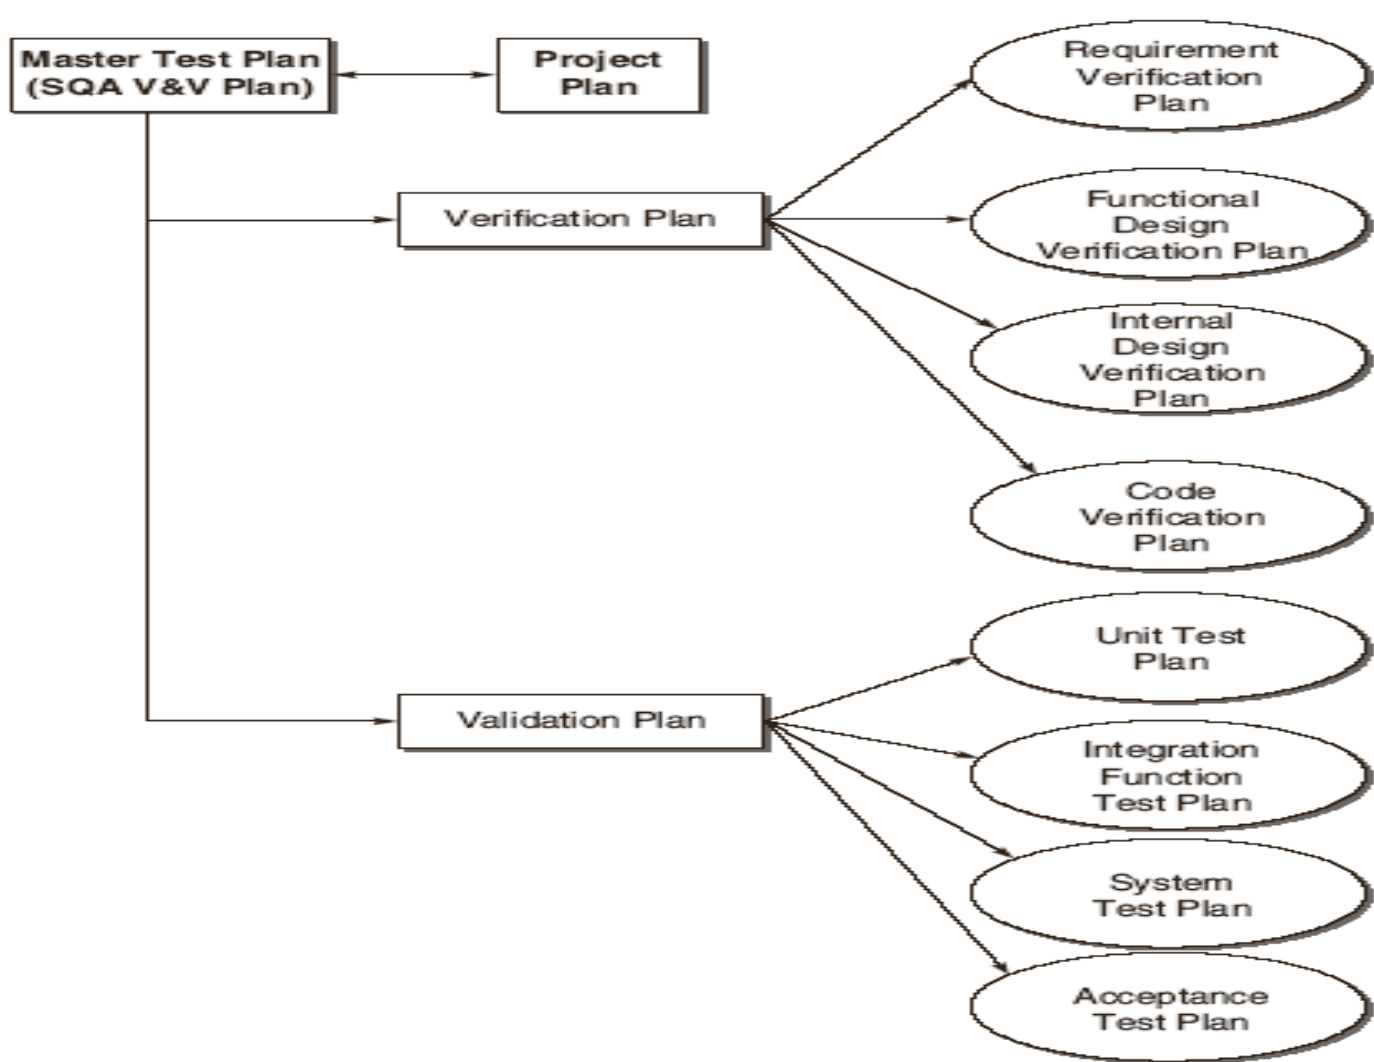 Master Test Plan
(SQA V&V Plan)
Project
Plan
Requirement
Verification
Plan
Verification Plan
Functional
Design
Verification Plan
Internal
Design
Verification
Plan
Code
Verification
Plan
Unit Test
Plan
Validation Plan
Integration
Function
Test Plan
System
Test Plan
Acceptance
Test Plan